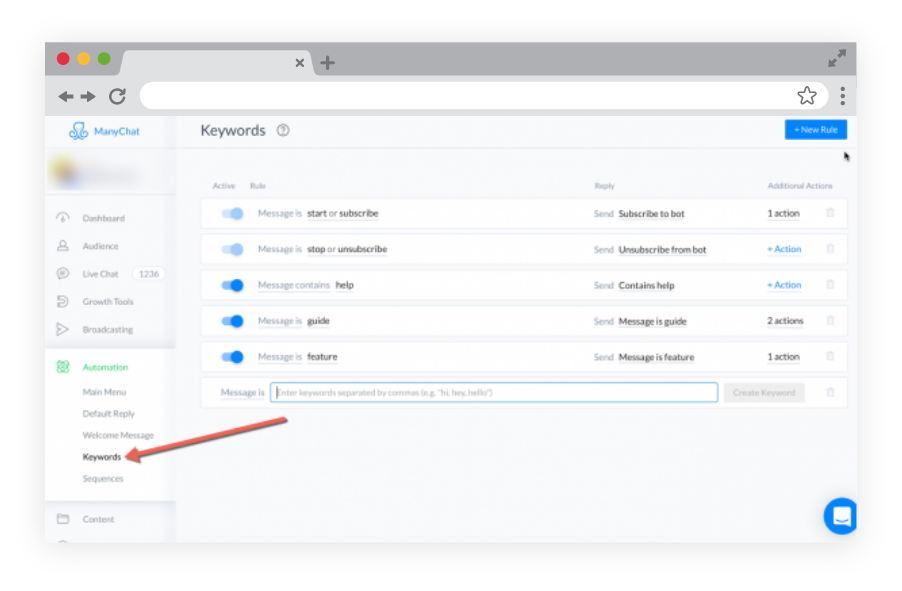 ManyChat
Keywords
+ New Rule
Active Rule Reply Additional Actions
Message is start or subscribe Send Subscribe to bot 1 action
Message is stop or unsubscribe Send Unsubscribe from bot + Action
Message contains help Send Contains help + Action
Message is guide Send Message is guide 2 actions
Message is feature Send Message is feature 1 action
Message is Enter keywords separated by commas (e.g. "hi, hey, hello") Create Keyword
Dashboard
Audience
Live Chat 1236
Growth Tools
Broadcasting
Automation
Main Menu
Default Reply
Welcome Message
Keywords
Sequences
Content